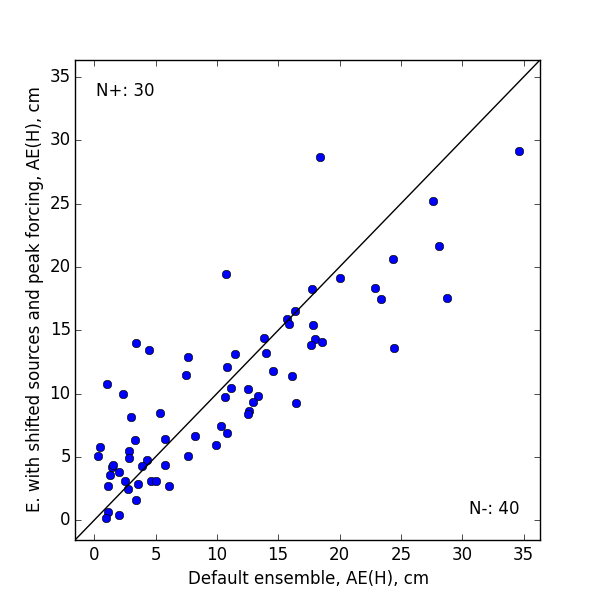 N+: 30
N-: 40
E. with shifted sources and peak forcing, AE(H), cm
35
30
25
20
15
10
5
0
0 5 10 15 20 25 30 35
Default ensemble, AE(H), cm